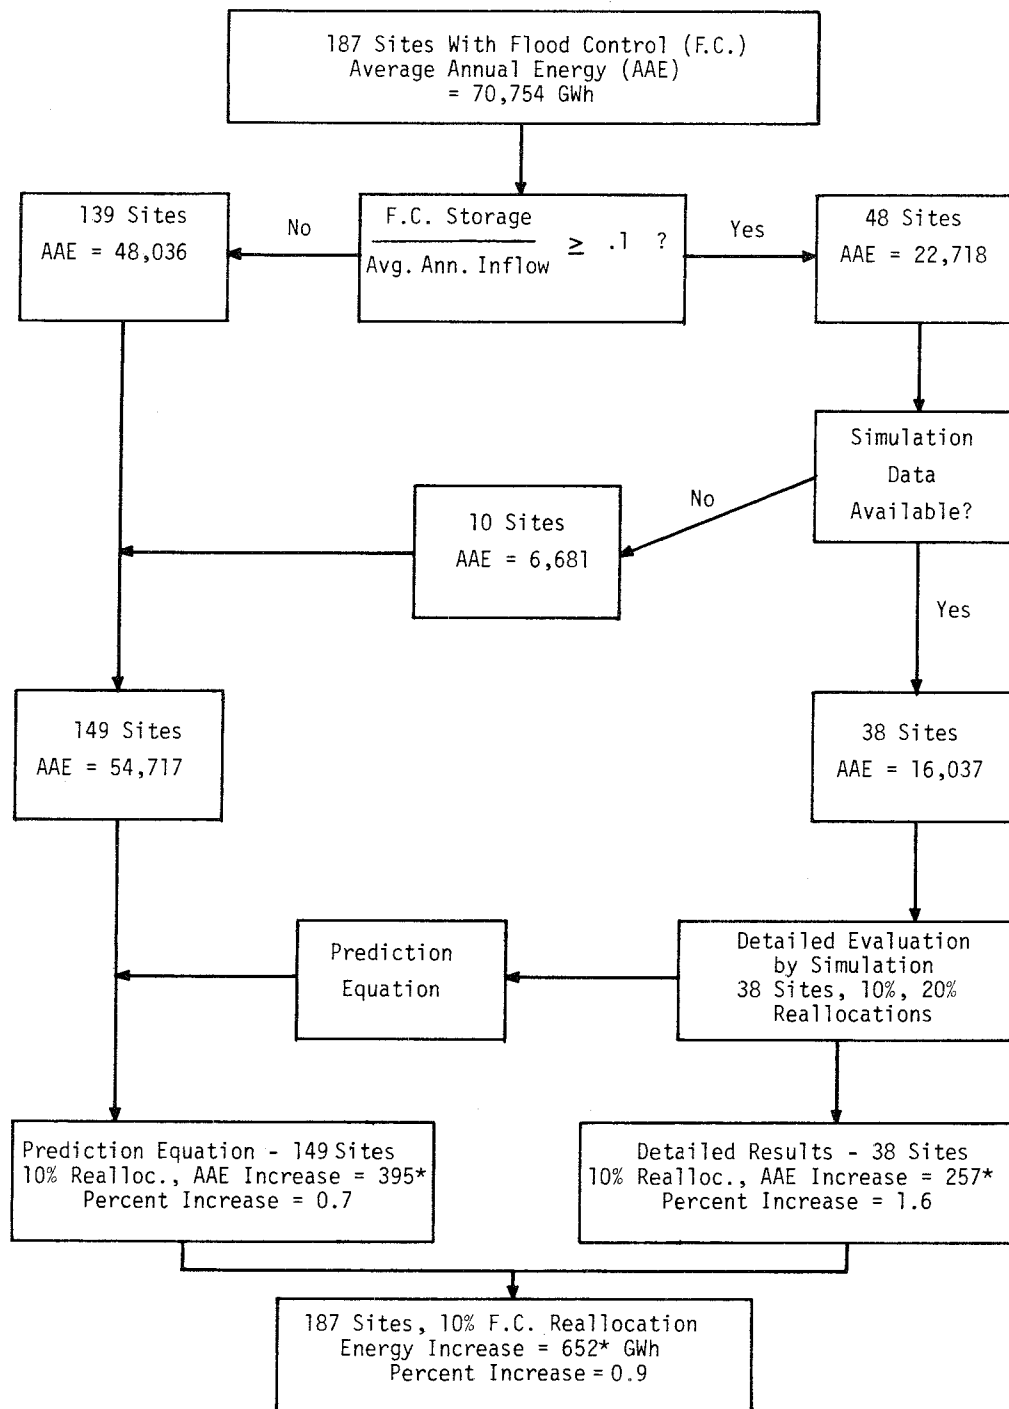 187 Sites With Flood Control (F.C.)
Average Annual Energy (AAE)
= 70,754 GWh
139 Sites
AAE = 48,036
No
F.C. Storage
Avg. Ann. Inflow
≥ .1 ?
Yes
48 Sites
AAE = 22,718
Simulation
Data
Available?
No
10 Sites
AAE = 6,681
Yes
149 Sites
AAE = 54,717
38 Sites
AAE = 16,037
Prediction
Equation
Detailed Evaluation
by Simulation
38 Sites, 10%, 20%
Reallocations
Prediction Equation - 149 Sites
10% Realloc., AAE Increase = 395*
Percent Increase = 0.7
Detailed Results - 38 Sites
10% Realloc., AAE Increase = 257*
Percent Increase = 1.6
187 Sites, 10% F.C. Reallocation
Energy Increase = 652* GWh
Percent Increase = 0.9